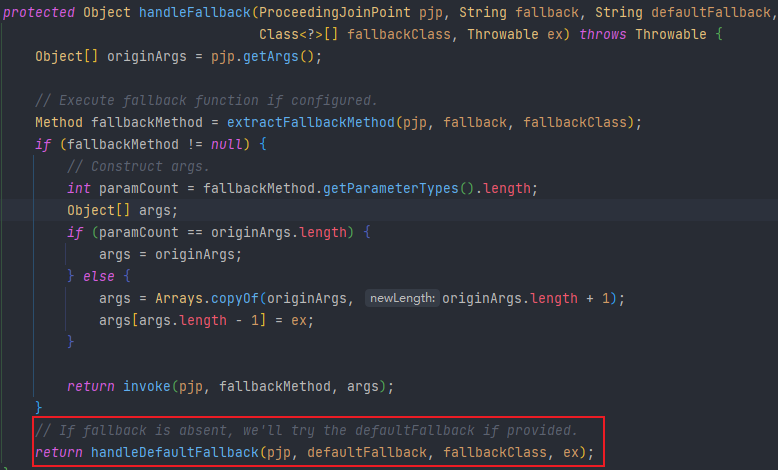 protected Object handleFallback(ProceedingJoinPoint pjp, String fallback, String defaultFallback,
                                Class<?>[] fallbackClass, Throwable ex) throws Throwable {
    Object[] originArgs = pjp.getArgs();

    // Execute fallback function if configured.
    Method fallbackMethod = extractFallbackMethod(pjp, fallback, fallbackClass);
    if (fallbackMethod != null) {
        // Construct args.
        int paramCount = fallbackMethod.getParameterTypes().length;
        Object[] args;
        if (paramCount == originArgs.length) {
            args = originArgs;
        } else {
            args = Arrays.copyOf(originArgs, newLength: originArgs.length + 1);
            args[args.length - 1] = ex;
        }

        return invoke(pjp, fallbackMethod, args);
    }
    // If fallback is absent, we'll try the defaultFallback if provided.
    return handleDefaultFallback(pjp, defaultFallback, fallbackClass, ex);